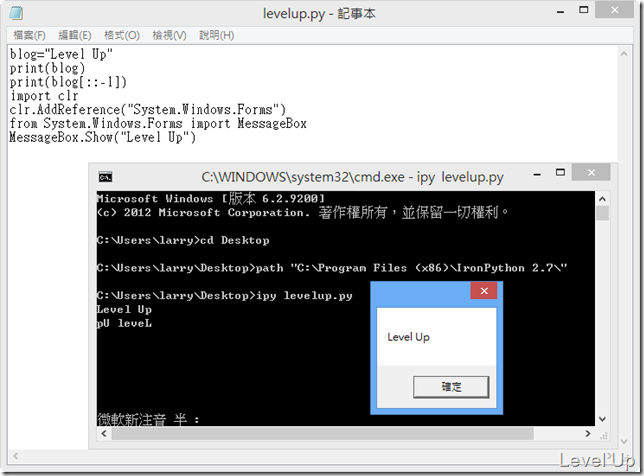 levelup.py - 記事本
檔案(F) 編輯(E) 格式(O) 檢視(V) 說明(H)
blog="Level Up"
print(blog)
print(blog[::-1])
import clr
clr.AddReference("System.Windows.Forms")
from System.Windows.Forms import MessageBox
MessageBox.Show("Level Up")
C:\WINDOWS\system32\cmd.exe - ipy levelup.py
Microsoft Windows [版本 6.2.9200]
(c) 2012 Microsoft Corporation. 著作權所有，並保留一切權利。
C:\Users\larry>cd Desktop
C:\Users\larry\Desktop>path "C:\Program Files (x86)\IronPython 2.7\"
C:\Users\larry\Desktop>ipy levelup.py
Level Up
pU leveL
Level Up
確定
微軟新注音 半 :
Level Up